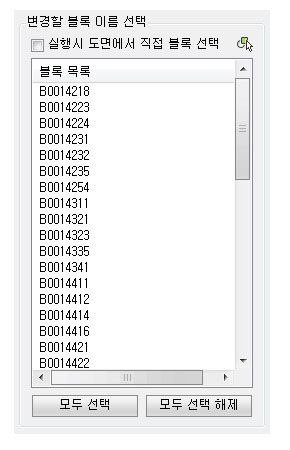 변경할 블록 이름 선택
실행시 도면에서 직접 블록 선택
블록 목록
B0014218
B0014223
B0014224
B0014231
B0014232
B0014235
B0014254
B0014311
B0014321
B0014323
B0014335
B0014341
B0014411
B0014412
B0014414
B0014416
B0014421
B0014422
모두 선택 모두 선택 해제